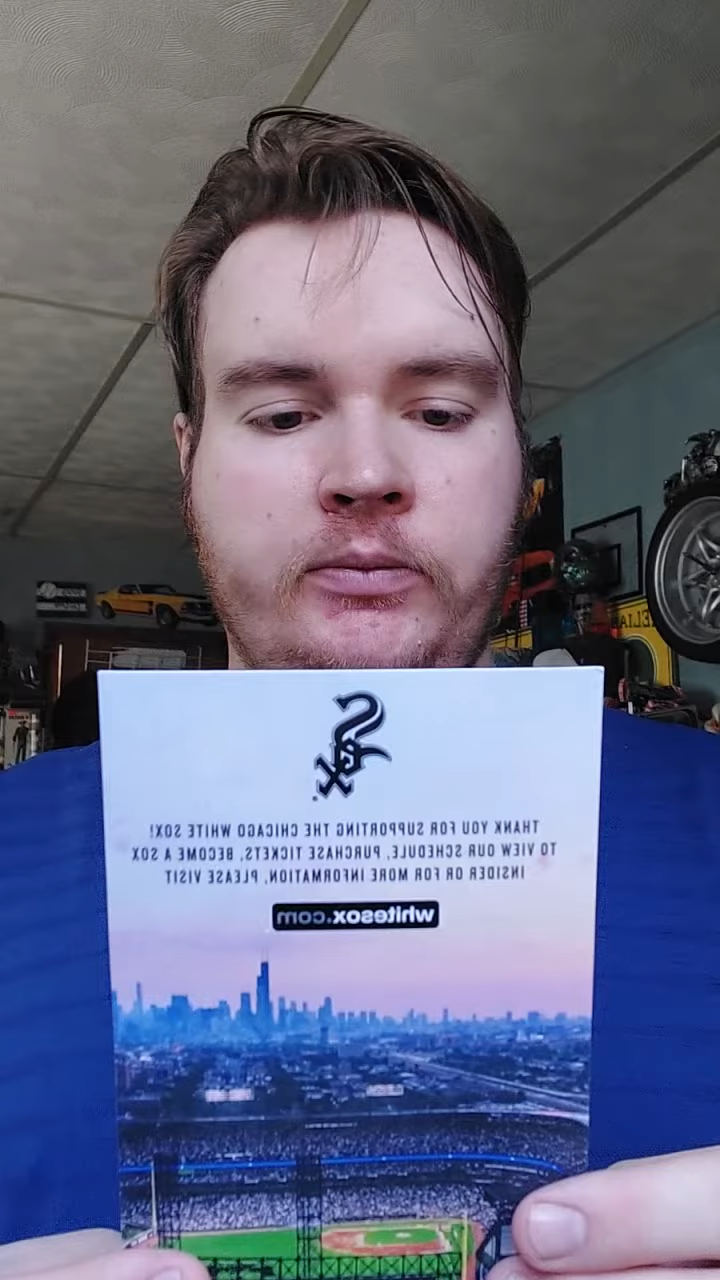 Sox
THANK YOU FOR SUPPORTING THE CHICAGO WHITE SOX!
TO VIEW OUR SCHEDULE, PURCHASE TICKETS, BECOME A SOX
INSIDER OR FOR MORE INFORMATION, PLEASE VISIT
whitesox.com